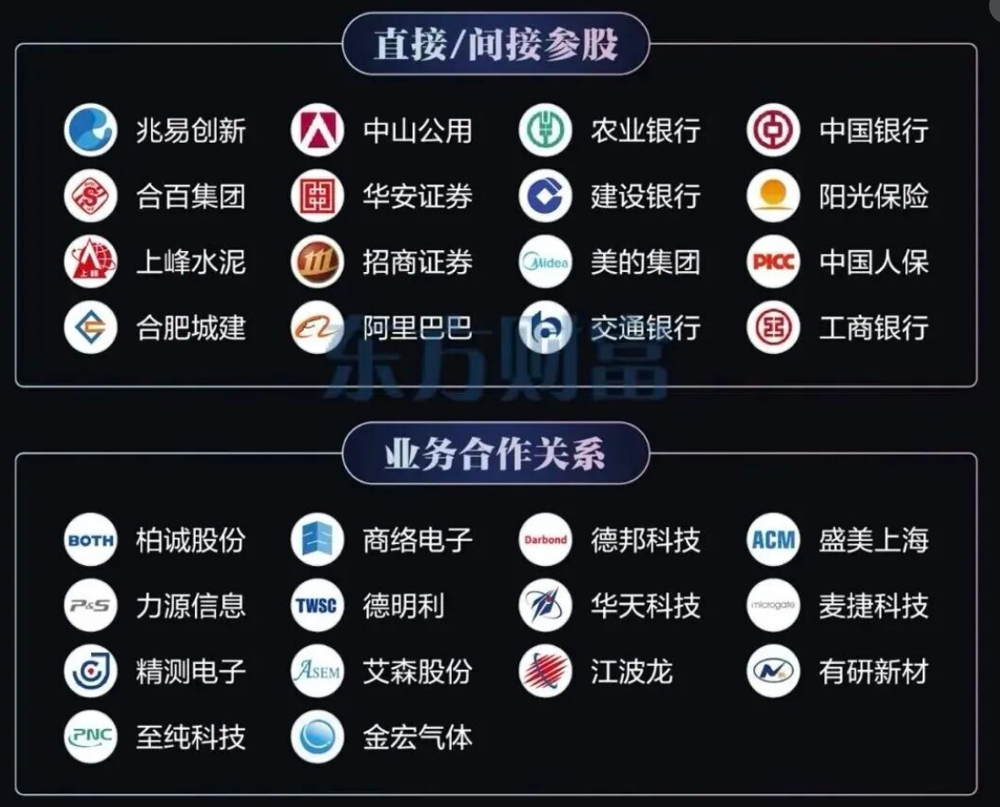 直接/间接参股
兆易创新 中山公用 农业银行 中国银行
合百集团 华安证券 建设银行 阳光保险
上峰 上峰水泥 招商证券 Midea 美的集团 PICC 中国人保
合肥城建 阿里巴巴 交通银行 工商银行
东方财富
业务合作关系
BOTH 柏诚股份 商络电子 Darbond 德邦科技 ACM 盛美上海
P&S 力源信息 TWSC 德明利 华天科技 microgate 麦捷科技
精测电子 ASEM 艾森股份 江波龙 有研新材
PNC 至纯科技 金宏气体